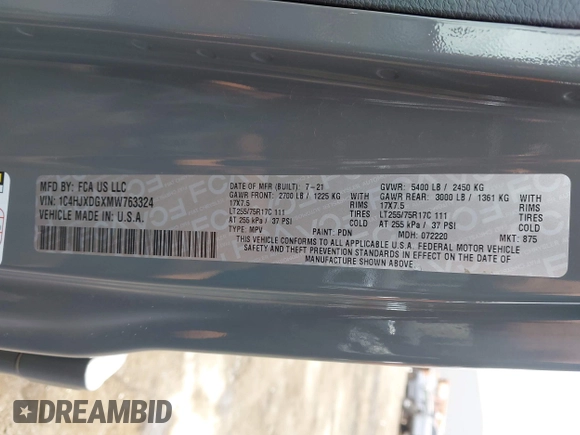 MFD BY: FCA US LLC
VIN: 1C4HJXDGXMW763324
VEHICLE MADE IN: U.S.A.
DATE OF MFR (BUILT): 7-21
GAWR FRONT: 2700 LB / 1225 KG
17X7.5 RIMS
LT255/75R17C 111 TIRES
AT 255 kPa / 37 PSI COLD
TYPE: MPV PAINT: PDN
GVWR: 5400 LB / 2450 KG
GAWR REAR: 3000 LB / 1361 KG
17X7.5 RIMS
LT255/75R17C 111 TIRES
AT 255 kPa / 37 PSI COLD
MDH: 072220 MKT: 875
THIS VEHICLE CONFORMS TO ALL APPLICABLE U.S.A. FEDERAL MOTOR VEHICLE
SAFETY AND THEFT PREVENTION STANDARDS IN EFFECT ON THE DATE OF
MANUFACTURE SHOWN ABOVE.
DREAMBID